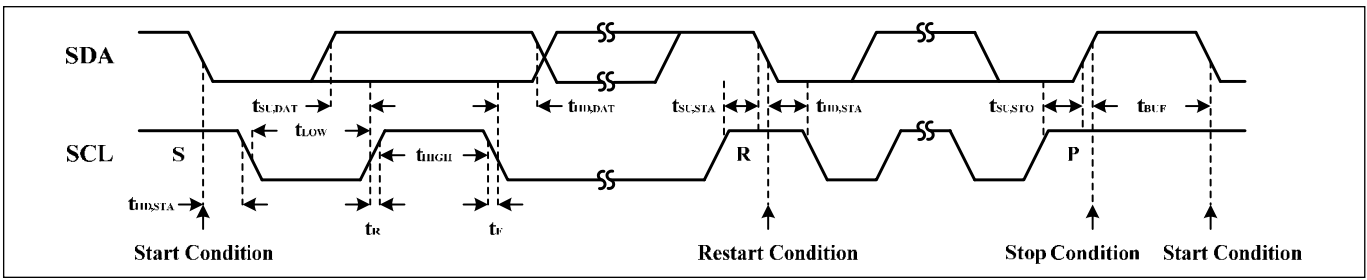 SDA
tSU,DAT
tHD,DAT
tSU,STA
tHD,STA
tSU,STO
tBUF
tLOW
SCL
S
tHIGH
R
P
tHD,STA
tR
tF
Start Condition
Restart Condition
Stop Condition
Start Condition